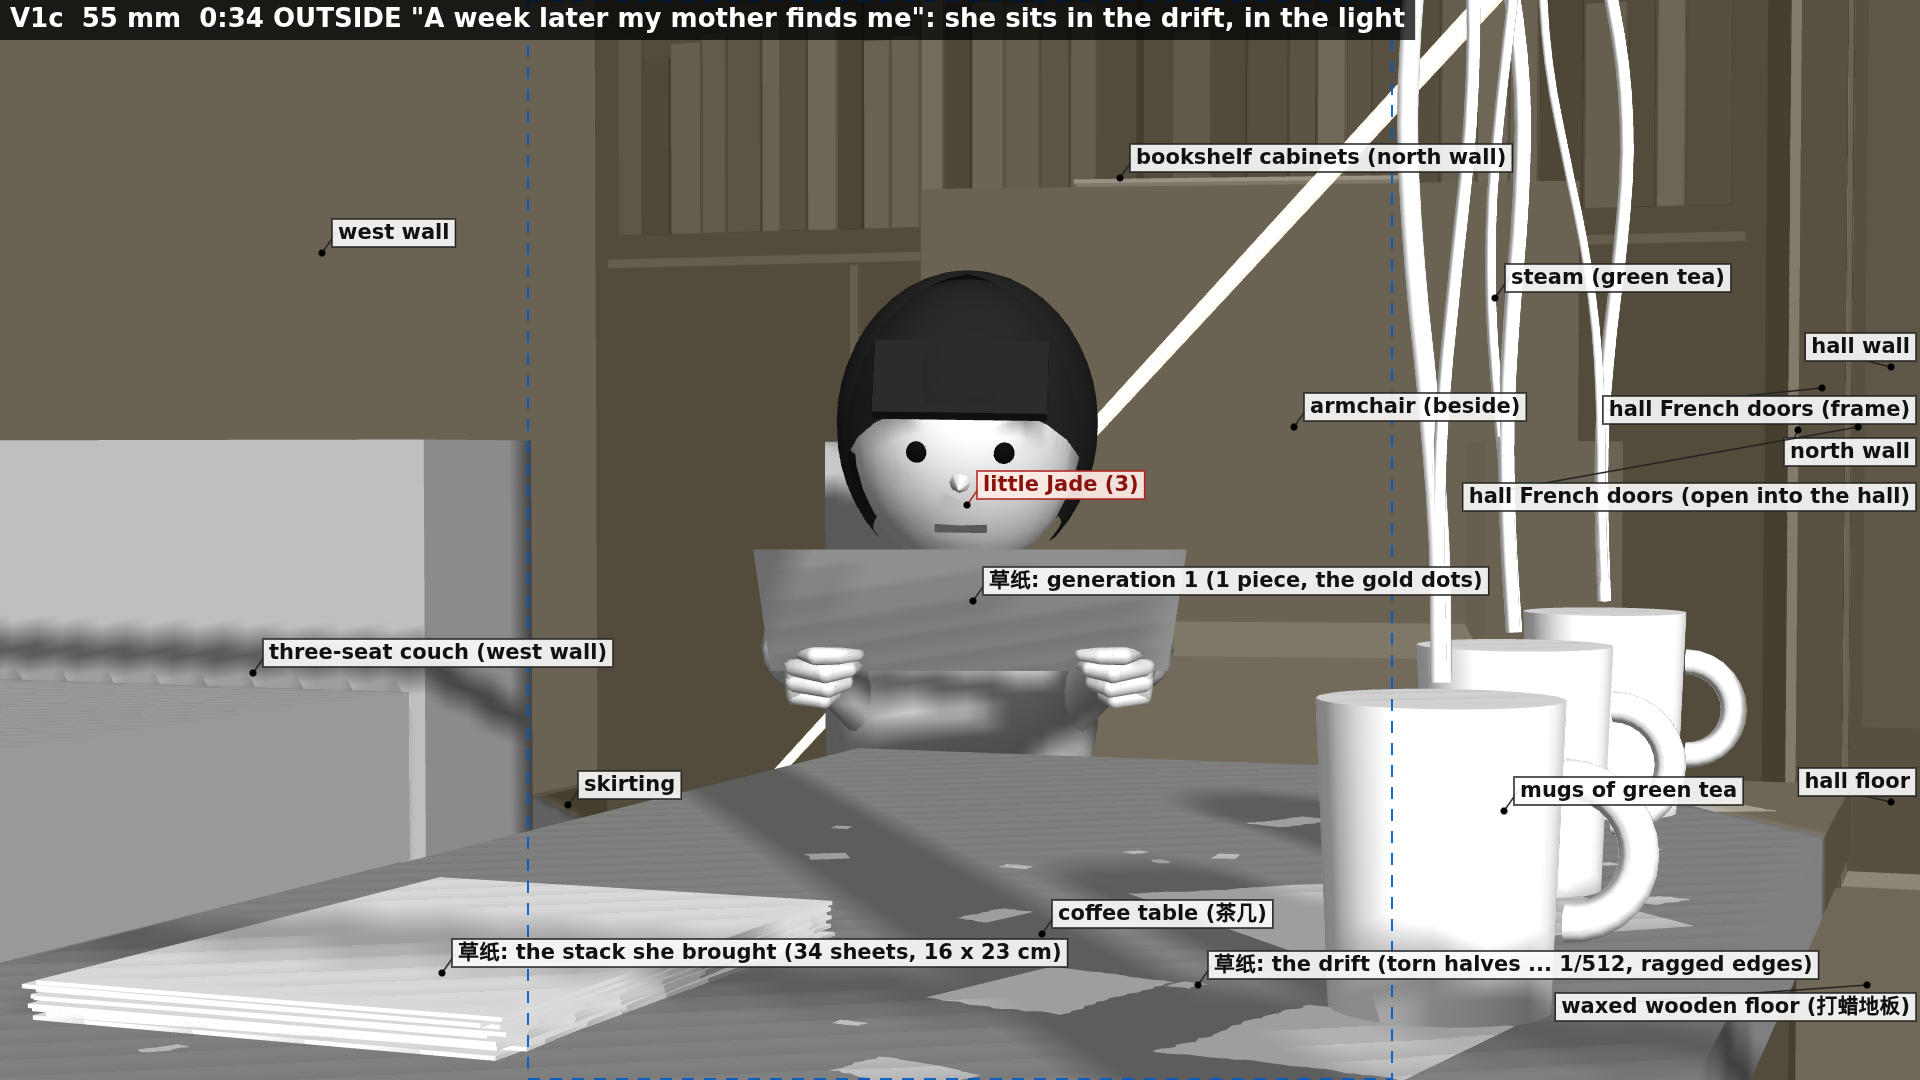 V1c 55 mm 0:34 OUTSIDE "A week later my mother finds me": she sits in the drift, in the light
bookshelf cabinets (north wall)
west wall
steam (green tea)
hall wall
armchair (beside)
hall French doors (frame)
north wall
little Jade (3)
hall French doors (open into the hall)
草纸: generation 1 (1 piece, the gold dots)
three-seat couch (west wall)
skirting
mugs of green tea
hall floor
coffee table (茶几)
草纸: the stack she brought (34 sheets, 16 x 23 cm)
草纸: the drift (torn halves ... 1/512, ragged edges)
waxed wooden floor (打蜡地板)